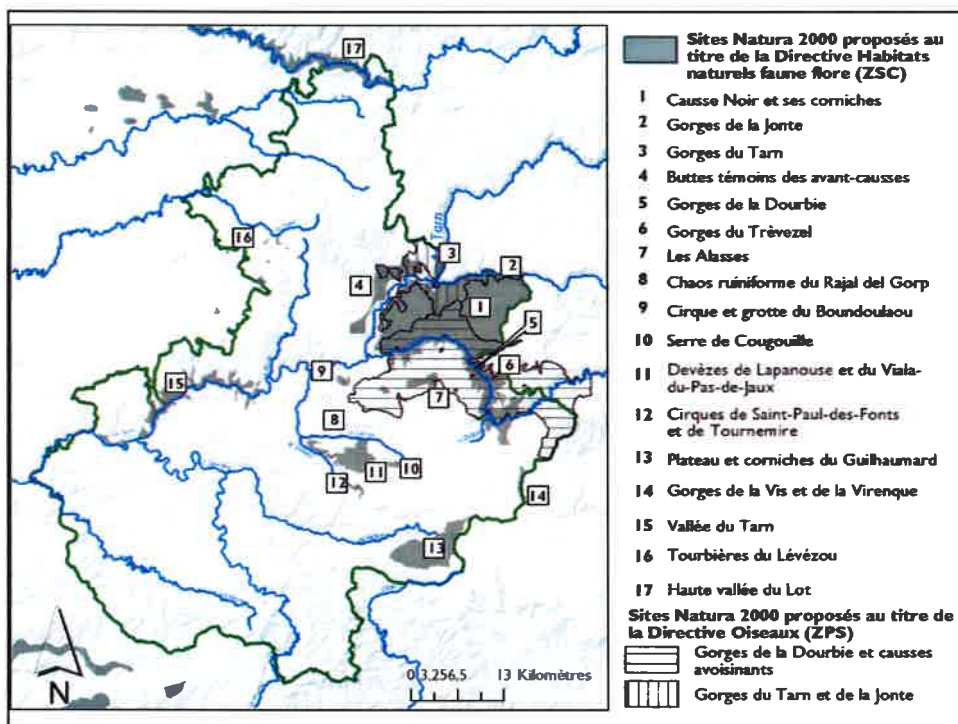 17
16
Tarn
3
2
4
1
5
15
9
6
7
8
11
10
12
14
13
N
0 3.256.5 13 Kilomètres
Sites Natura 2000 proposés au
titre de la Directive Habitats
naturels faune flore (ZSC)
1 Causse Noir et ses corniches
2 Gorges de la Jonte
3 Gorges du Tarn
4 Buttes témoins des avant-causses
5 Gorges de la Dourbie
6 Gorges du Trèvezel
7 Les Alasses
8 Chaos ruiniforme du Rajal del Gorp
9 Cirque et grotte du Boundoulaou
10 Serre de Cougouille
11 Devèzes de Lapanouse et du Viala-
du-Pas-de-Jaux
12 Cirques de Saint-Paul-des-Fonts
et de Tournemire
13 Plateau et corniches du Guilhaumard
14 Gorges de la Vis et de la Virenque
15 Vallée du Tarn
16 Tourbières du Lévézou
17 Haute vallée du Lot
Sites Natura 2000 proposés au titre de
la Directive Oiseaux (ZPS)
Gorges de la Dourbie et causses
avoisinants
Gorges du Tarn et de la Jonte